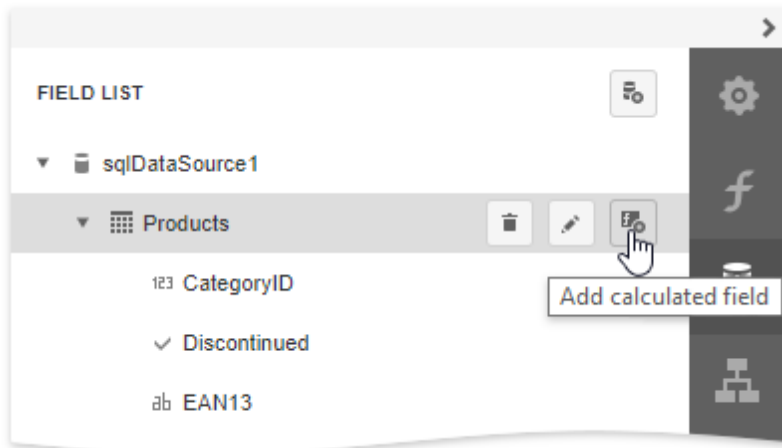 FIELD LIST
sqlDataSource1
Products
123 CategoryID
Add calculated field
Discontinued
ab EAN13